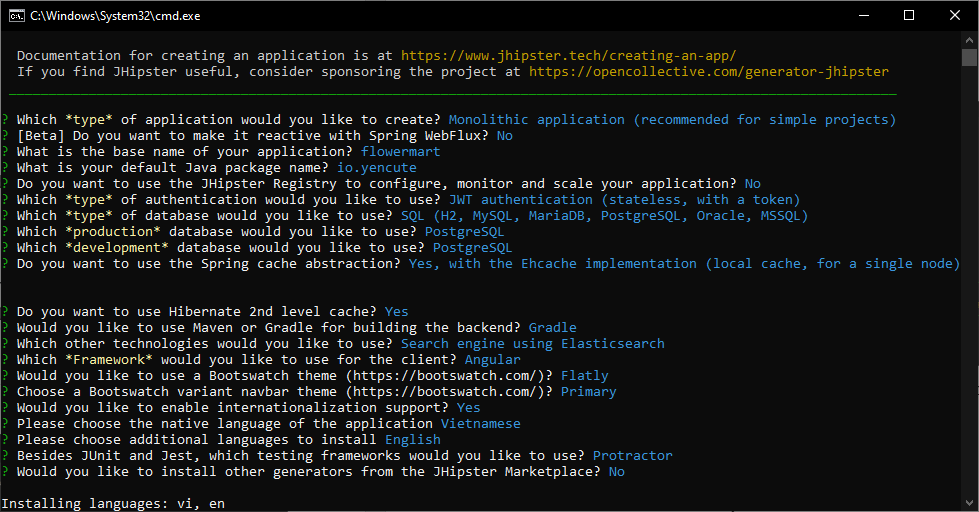 C:\Windows\System32\cmd.exe
Documentation for creating an application is at https://www.jhipster.tech/creating-an-app/
If you find JHipster useful, consider sponsoring the project at https://opencollective.com/generator-jhipster
? Which *type* of application would you like to create? Monolithic application (recommended for simple projects)
? [Beta] Do you want to make it reactive with Spring WebFlux? No
? What is the base name of your application? flowermart
? What is your default Java package name? io.yencute
? Do you want to use the JHipster Registry to configure, monitor and scale your application? No
? Which *type* of authentication would you like to use? JWT authentication (stateless, with a token)
? Which *type* of database would you like to use? SQL (H2, MySQL, MariaDB, PostgreSQL, Oracle, MSSQL)
? Which *production* database would you like to use? PostgreSQL
? Which *development* database would you like to use? PostgreSQL
? Do you want to use the Spring cache abstraction? Yes, with the Ehcache implementation (local cache, for a single node)
? Do you want to use Hibernate 2nd level cache? Yes
? Would you like to use Maven or Gradle for building the backend? Gradle
? Which other technologies would you like to use? Search engine using Elasticsearch
? Which *Framework* would you like to use for the client? Angular
? Would you like to use a Bootswatch theme (https://bootswatch.com/)? Flatly
? Choose a Bootswatch variant navbar theme (https://bootswatch.com/)? Primary
? Would you like to enable internationalization support? Yes
? Please choose the native language of the application Vietnamese
? Please choose additional languages to install English
? Besides JUnit and Jest, which testing frameworks would you like to use? Protractor
? Would you like to install other generators from the JHipster Marketplace? No
Installing languages: vi, en